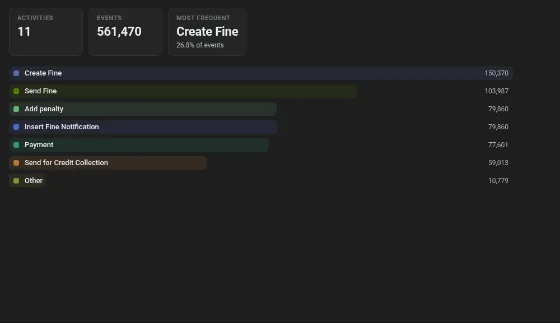 ACTIVITIES
11
EVENTS
561,470
MOST FREQUENT
Create Fine
26.8% of events
Create Fine 150,370
Send Fine 103,987
Add penalty 79,860
Insert Fine Notification 79,860
Payment 77,601
Send for Credit Collection 59,013
Other 10,779